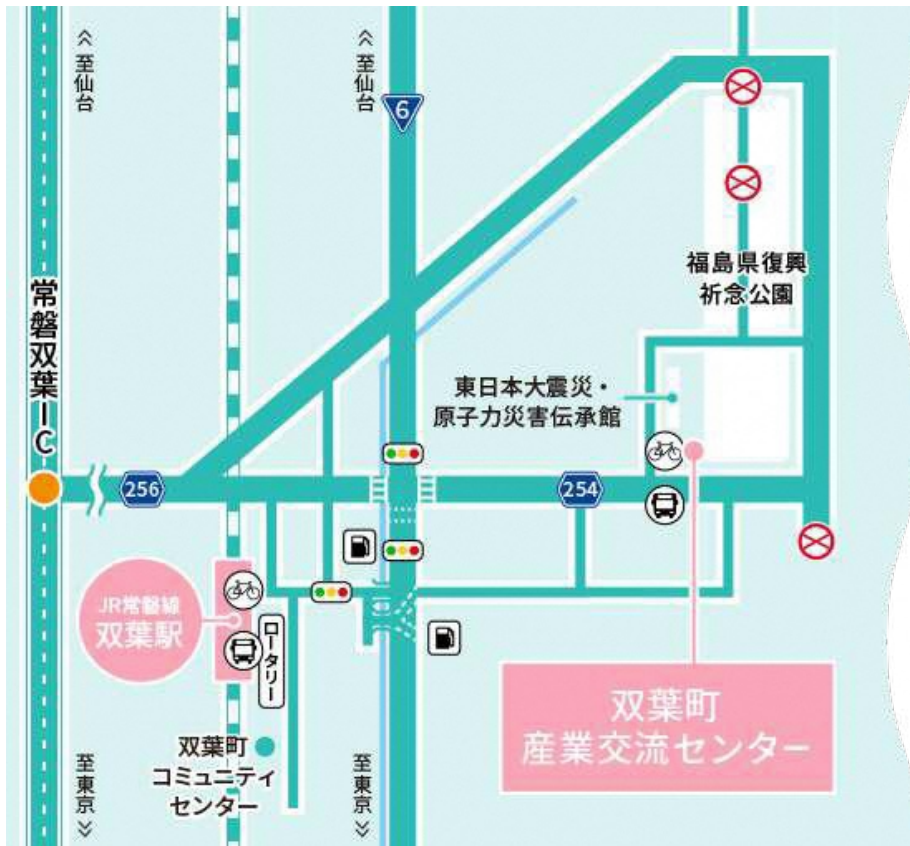 至仙台
至仙台
6
福島県復興
祈念公園
常磐双葉IC
東日本大震災・
原子力災害伝承館
256
254
JR常磐線
双葉駅
ロータリー
双葉町
産業交流センター
双葉町
コミュニティ
センター
至東京
至東京